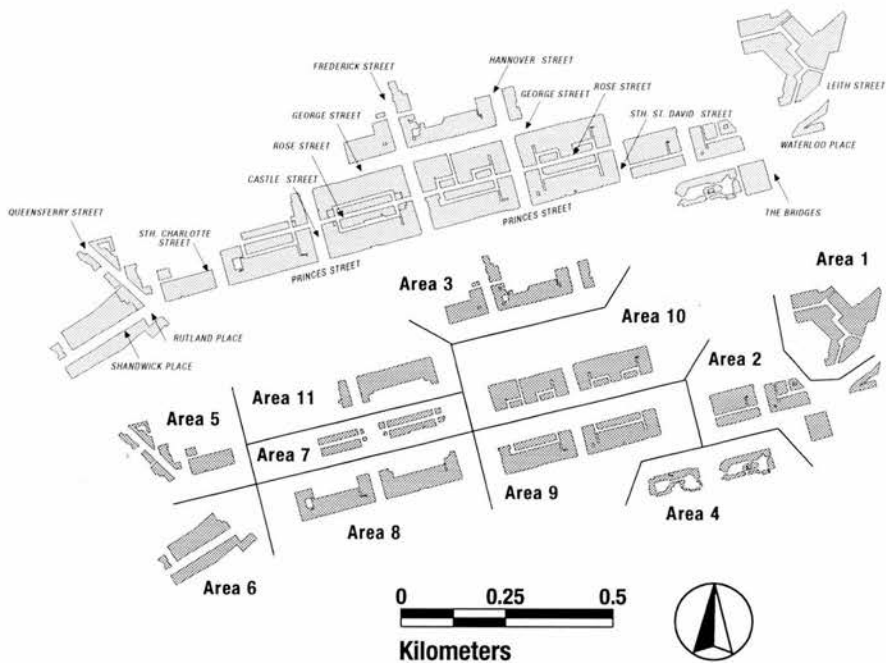 HANNOVER STREET
FREDERICK STREET
GEORGE STREET
ROSE STREET
LEITH STREET
GEORGE STREET
STH. ST. DAVID STREET
ROSE STREET
WATERLOD PLACE
CASTLE STREET
QUEENSFERRY STREET
THE BRIDGES
STH. CHARLOTTE
STREET
PRINCES STREET
PRINCES STREET
Area 1
Area 3
Area 10
RUTLAND PLACE
SHANDWICK PLACE
Area 2
Area 11
Area 5
Area 7
Area 9
Area 4
Area 8
Area 6
0 0.25 0.5
Kilometers